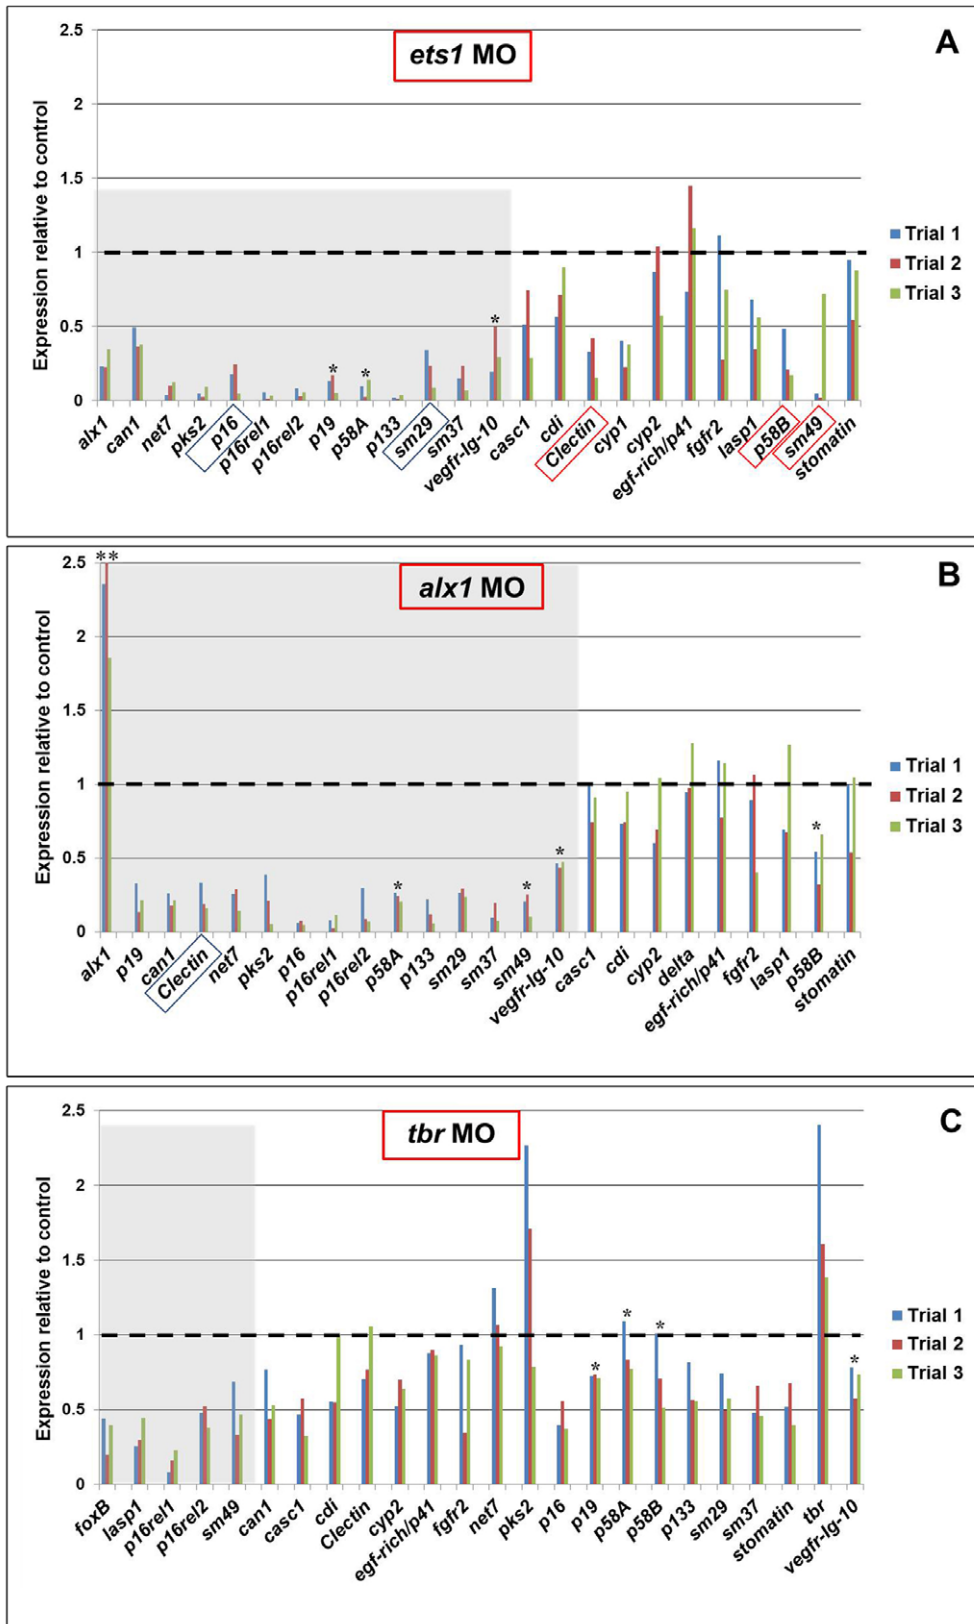 A
ets1 MO
Expression relative to control
2.5
2
1.5
1
0.5
0
*
*
*
alx1
can1
net7
pks2
p16
p16rel1
p16rel2
p19
p58A
p133
sm29
sm37
vegfr-Ig-10
casc1
cdi
Clectin
cyp1
cyp2
egf-rich/p41
fgfr2
lasp1
p58B
sm49
stomatin
Trial 1
Trial 2
Trial 3
B
alx1 MO
Expression relative to control
2.5
2
1.5
1
0.5
0
**
*
*
*
*
alx1
p19
can1
Clectin
net7
pks2
p16
p16rel1
p16rel2
p58A
p133
sm29
sm37
sm49
vegfr-Ig-10
casc1
cdi
cyp2
delta
egf-rich/p41
fgfr2
lasp1
p58B
stomatin
Trial 1
Trial 2
Trial 3
C
tbr MO
Expression relative to control
2.5
2
1.5
1
0.5
0
*
*
*
*
foxB
lasp1
p16rel1
p16rel2
sm49
can1
casc1
cdi
Clectin
cyp2
egf-rich/p41
fgfr2
net7
pks2
p16
p19
p58A
p58B
p133
sm29
sm37
stomatin
tbr
vegfr-Ig-10
Trial 1
Trial 2
Trial 3